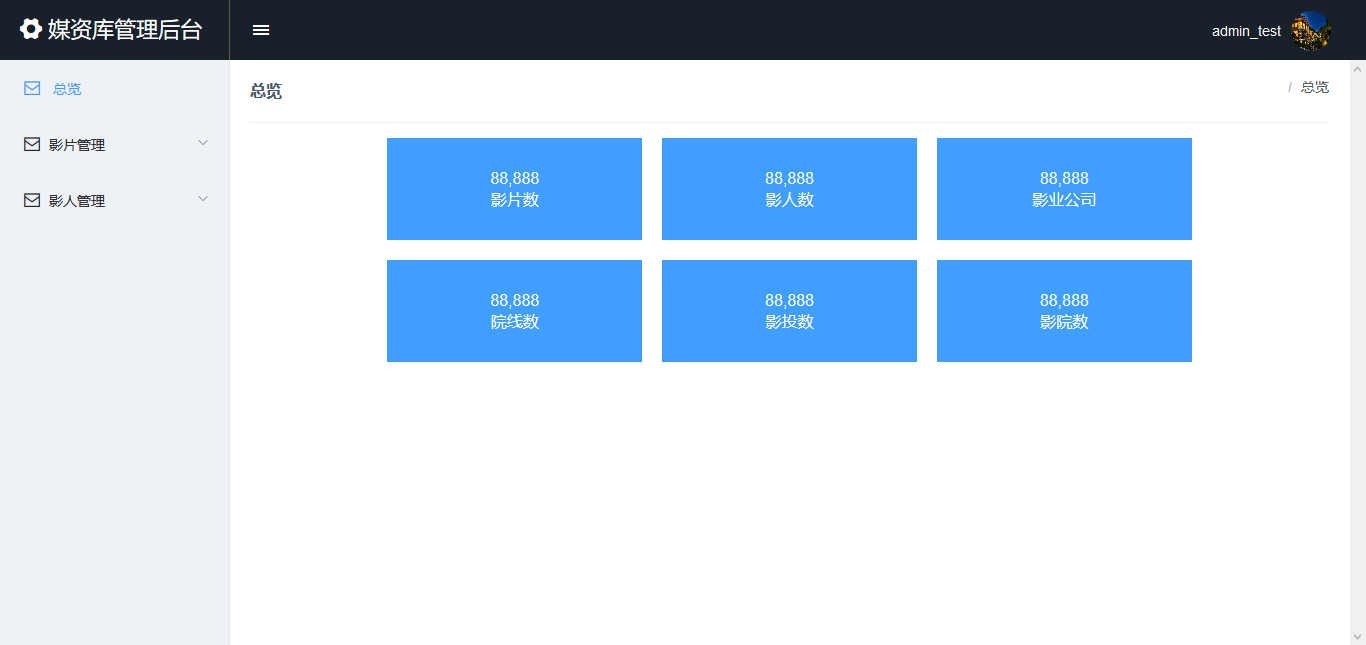 媒资库管理后台
admin_test
总览
影片管理
影人管理
总览
/ 总览
88,888
影片数
88,888
影人数
88,888
影业公司
88,888
院线数
88,888
影投数
88,888
影院数